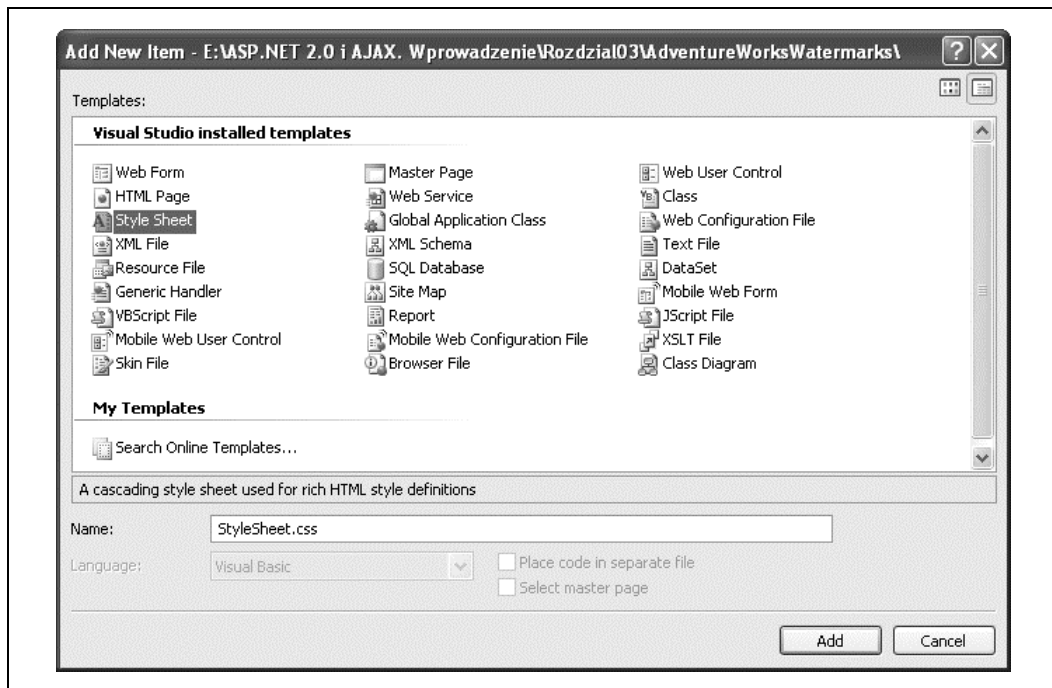 Add New Item - E:\ASP.NET 2.0 i AJAX. Wprowadzenie\Rozdzial03\AdventureWorksWatermarks\
Templates:
Visual Studio installed templates
Web Form
Master Page
Web User Control
HTML Page
Web Service
Class
Style Sheet
Global Application Class
Web Configuration File
XML File
XML Schema
Text File
Resource File
SQL Database
DataSet
Generic Handler
Site Map
Mobile Web Form
VBScript File
Report
JScript File
Mobile Web User Control
Mobile Web Configuration File
XSLT File
Skin File
Browser File
Class Diagram
My Templates
Search Online Templates...
A cascading style sheet used for rich HTML style definitions
Name:
StyleSheet.css
Language:
Visual Basic
Place code in separate file
Select master page
Add
Cancel